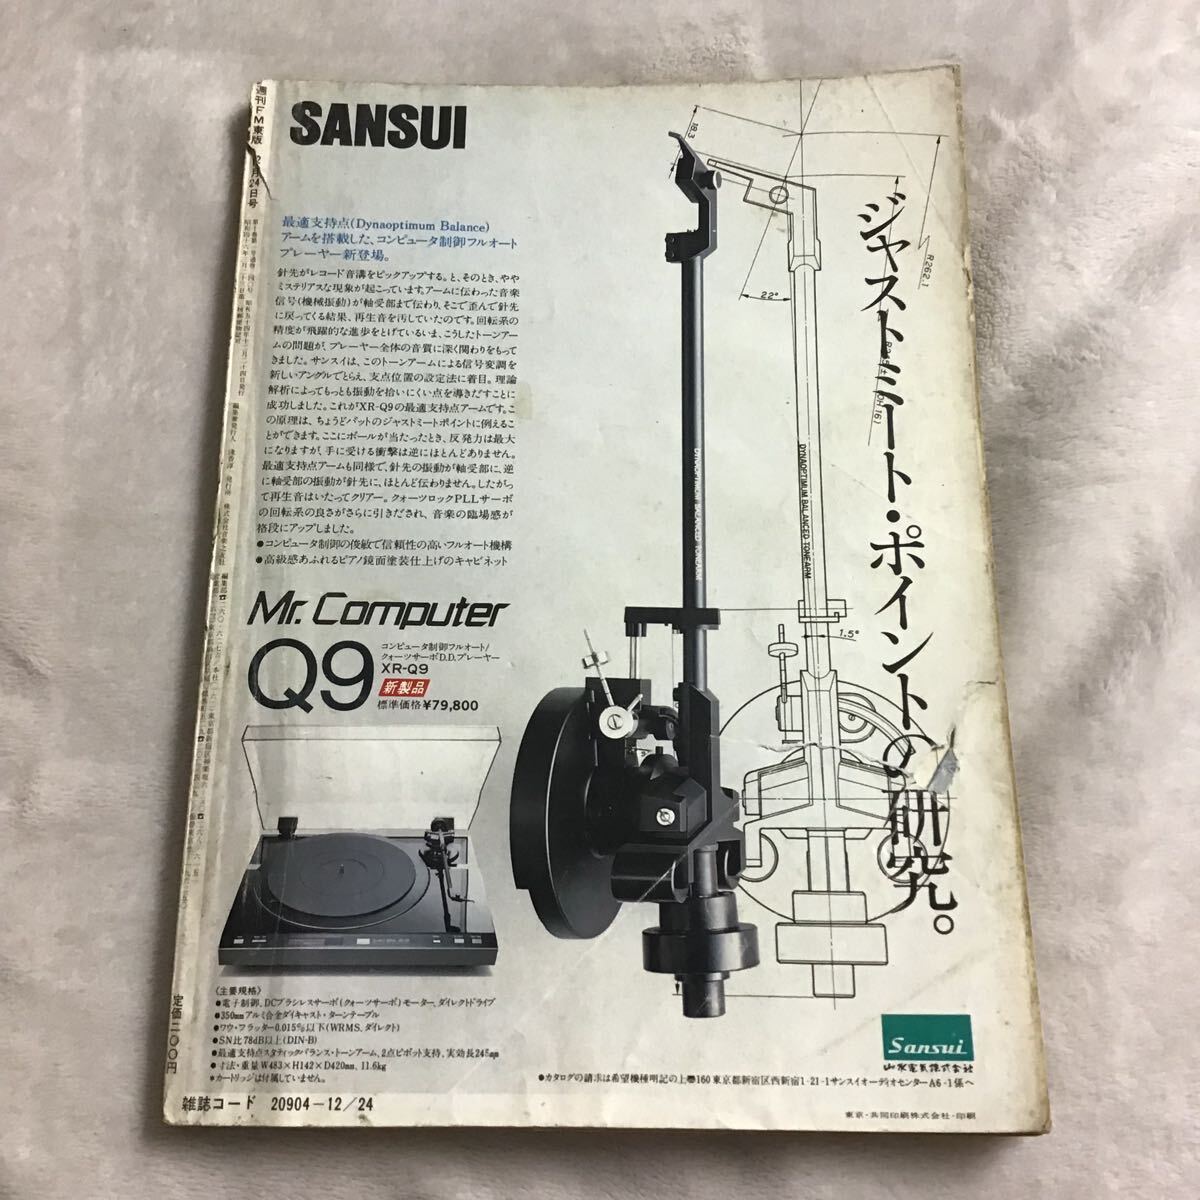 SANSUI
最適支持点(Dynaoptimum Balance)
アームを搭載した、コンピュータ制御フルオート
プレーヤー新登場。
針先がレコード音溝をピックアップする。と、そのとき、やや
ミステリアスな現象が起こっています。アームに伝わった音楽
信号(機械振動)が軸受部まで伝わり、そこで歪んで針先
に戻ってくる結果、再生音を汚していたのです。回転系の
精度が飛躍的な進歩をとげているいま、こうしたトーンアー
ムの問題が、プレーヤー全体の音質に深く関わりをもって
きました。サンスイは、このトーンアームによる信号変調を
新しいアングルでとらえ、支点位置の設定法に着目。理論
解析によってもっとも振動を拾いにくい点を導きだすことに
成功しました。これがXR-Q9の最適支持点アームです。こ
の原理は、ちょうどバットのジャストミートポイントに例えるこ
とができます。ここにボールが当たったとき、反発力は最大
になりますが、手に受ける衝撃は逆にほとんどありません。
最適支持点アームも同様で、針先の振動が軸受部に、逆
に軸受部の振動が針先に、ほとんど伝わりません。したがっ
て再生音はいたってクリアー。クォーツロックPLLサーボ
の回転系の良さがさらに引きだされ、音楽の臨場感が
格段にアップしました。
●コンピュータ制御の俊敏で信頼性の高いフルオート機構
●高級感あふれるピアノ鏡面塗装仕上げのキャビネット
Mr. Computer
Q9
コンピュータ制御フルオート/
クォーツサーボD.D.プレーヤー
XR-Q9
新製品
標準価格¥79,800
〈主要規格〉
●電子制御、DCブラシレスサーボ(クォーツサーボ)モーター、ダイレクトドライブ
●350mmアルミ合金ダイキャスト・ターンテーブル
●ワウ・フラッター0.015%以下(WRMS、ダイレクト)
●SN比78dB以上(DIN-B)
●最適支持点スタティックバランス・トーンアーム、2点ピボット支持、実効長245mm
●寸法・重量W483×H142×D420mm、11.6kg
*カートリッジは付属していません。
ジャストミート・ポイントの研究。
18.3
22°
R262.1
1.5°
DYNAOPTIMUM BALANCED TONEARM
DYNAOPTIMUM BALANCED TONEARM
Sansui
山水電気株式会社
●カタログの請求は希望機種明記の上〒160東京都新宿区西新宿1-21-1サンスイオーディオセンターA6-1係へ
東京・共同印刷株式会社・印刷
雑誌コード 20904-12/24
週刊FM東版
2月24日号
定価二〇〇円